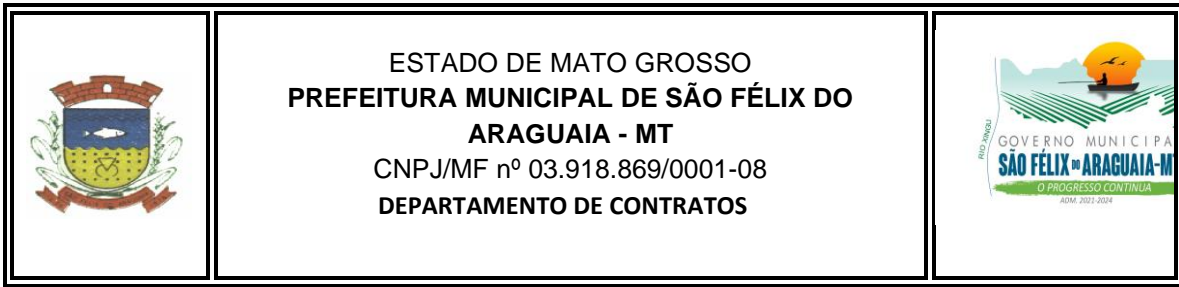 ESTADO DE MATO GROSSO
PREFEITURA MUNICIPAL DE SÃO FÉLIX DO
ARAGUAIA - MT
CNPJ/MF nº 03.918.869/0001-08
DEPARTAMENTO DE CONTRATOS
RIO XINGU
GOVERNO MUNICIPA
SÃO FÉLIX DO ARAGUAIA-M
O PROGRESSO CONTINUA
ADM. 2021-2024